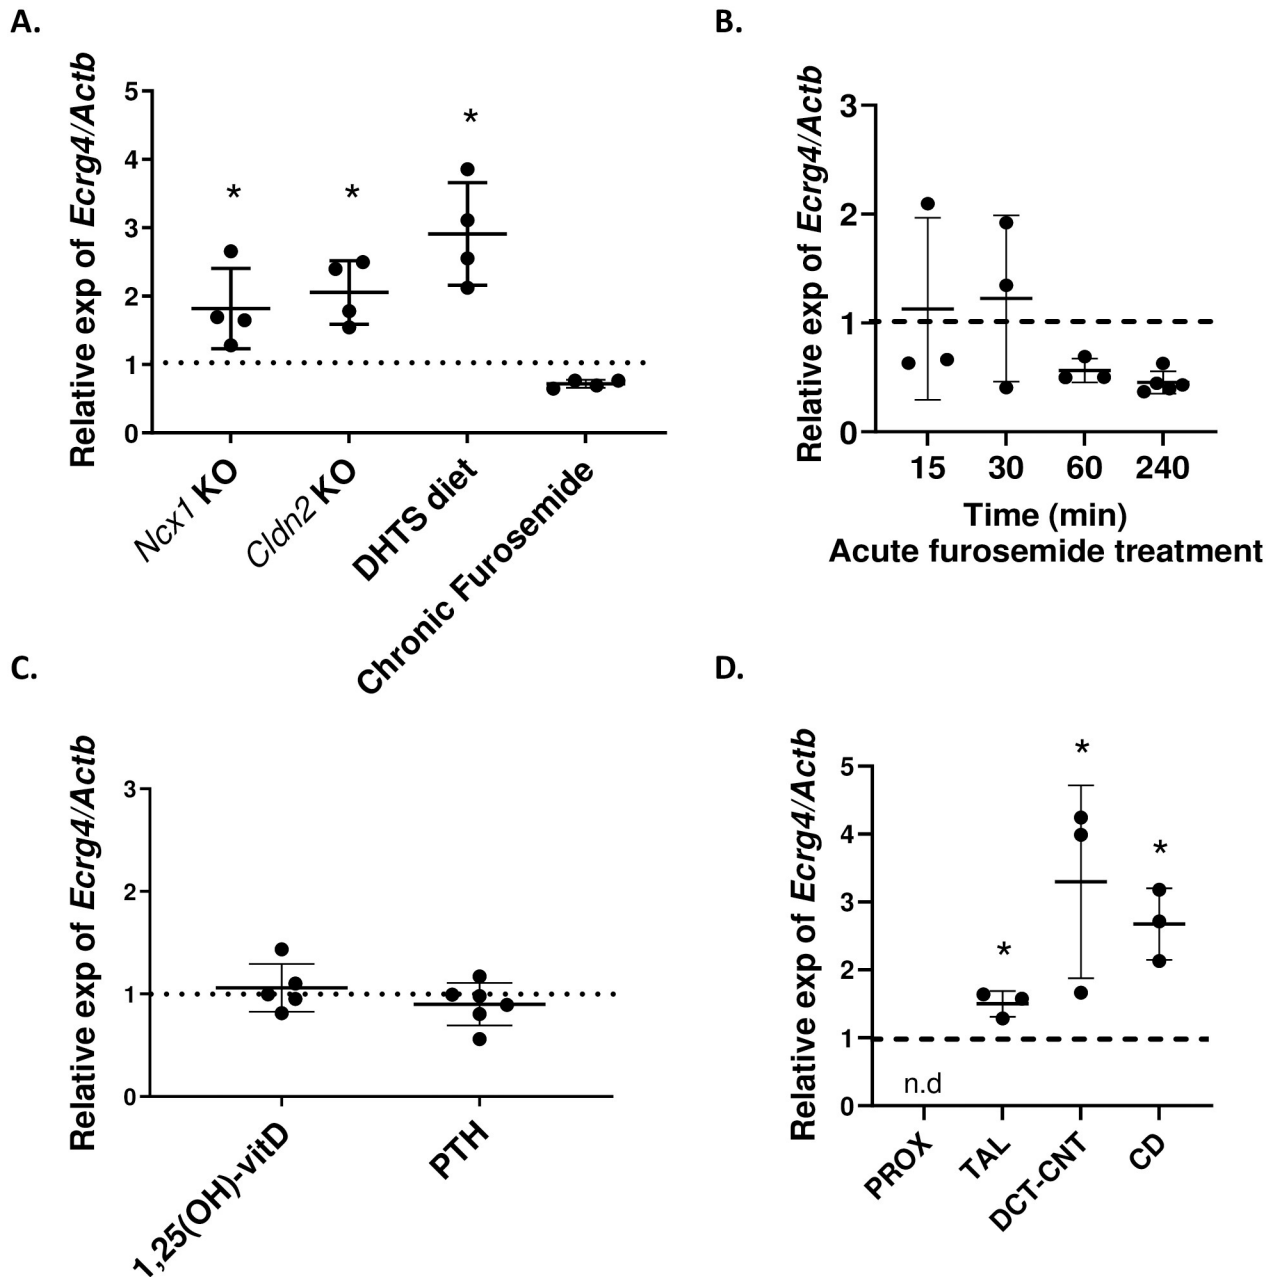 A.
Relative exp of Ecrg4/Actb
5
4
3
2
1
0
*
*
*
Ncx1 KO
Cldn2 KO
DHTS diet
Chronic Furosemide
B.
Relative exp of Ecrg4/Actb
3
2
1
0
15 30 60 240
Time (min)
Acute furosemide treatment
C.
Relative exp of Ecrg4/Actb
3
2
1
0
1,25(OH)-vitD
PTH
D.
Relative exp of Ecrg4/Actb
5
4
3
2
1
0
*
*
*
n.d
PROX
TAL
DCT-CNT
CD